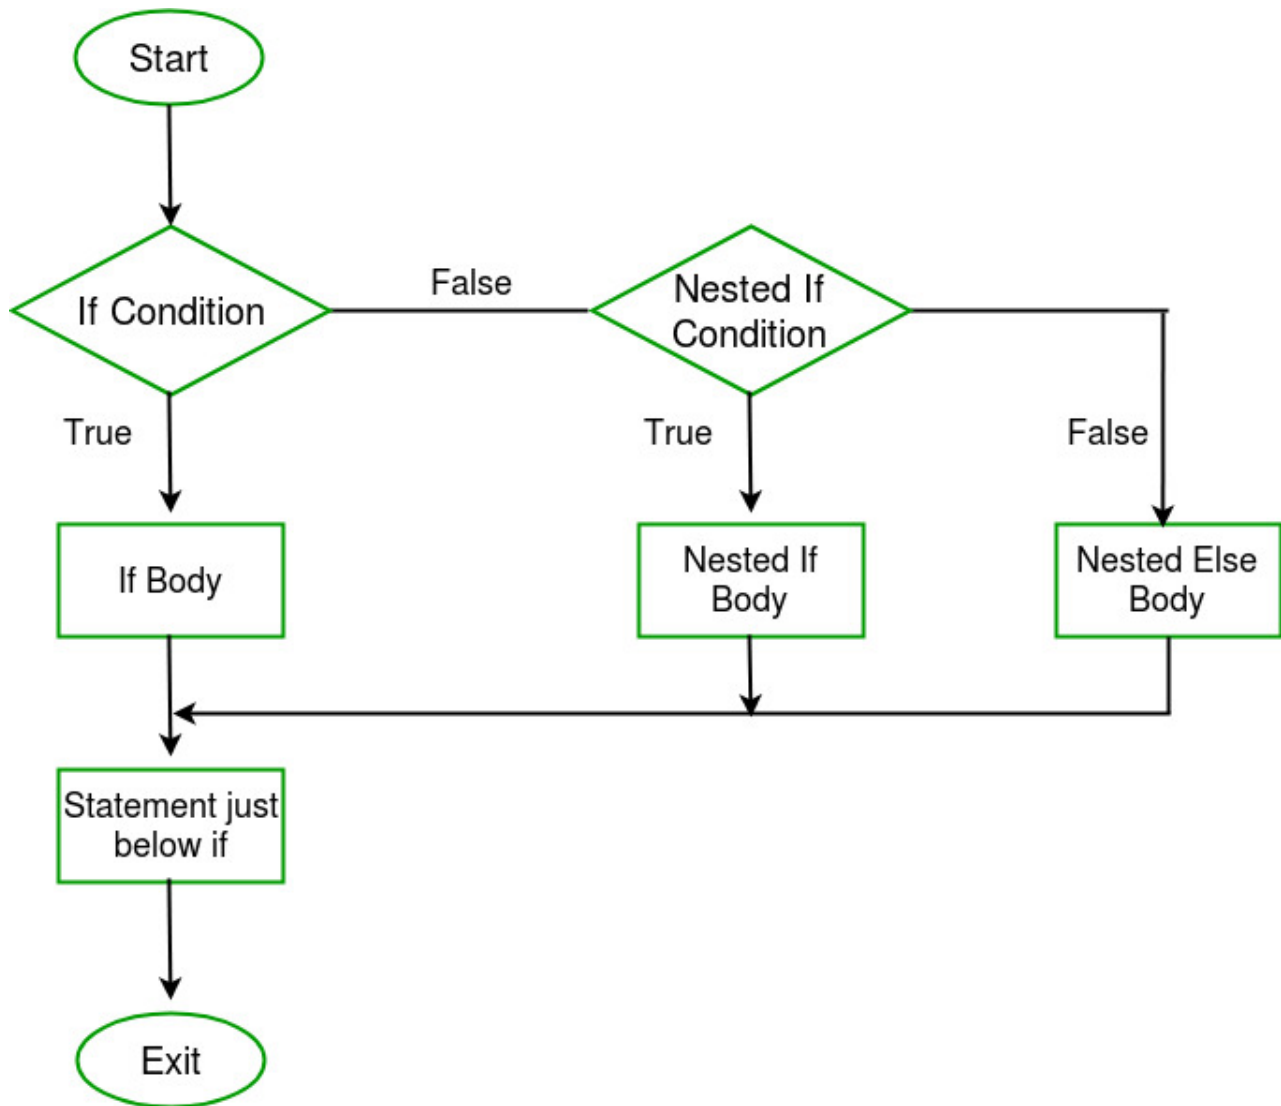 Start
If Condition
False
Nested If
Condition
True
True
False
If Body
Nested If
Body
Nested Else
Body
Statement just
below if
Exit